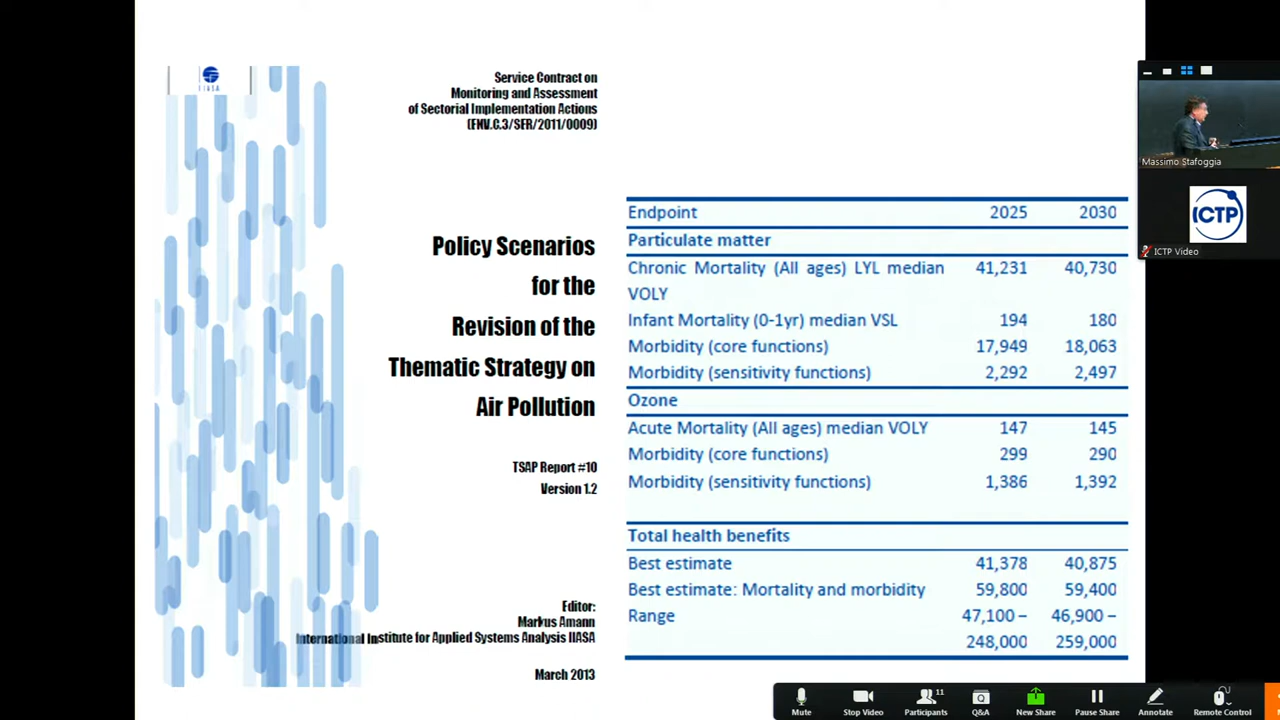 IIASA
Service Contract on
Monitoring and Assessment
of Sectorial Implementation Actions
(ENV.C.3/SER/2011/0009)
Policy Scenarios
for the
Revision of the
Thematic Strategy on
Air Pollution
TSAP Report #10
Version 1.2
Editor:
Markus Amann
International Institute for Applied Systems Analysis IIASA
March 2013
Endpoint 2025 2030
Particulate matter
Chronic Mortality (All ages) LYL median 41,231 40,730
VOLY
Infant Mortality (0-1yr) median VSL 194 180
Morbidity (core functions) 17,949 18,063
Morbidity (sensitivity functions) 2,292 2,497
Ozone
Acute Mortality (All ages) median VOLY 147 145
Morbidity (core functions) 299 290
Morbidity (sensitivity functions) 1,386 1,392
Total health benefits
Best estimate 41,378 40,875
Best estimate: Mortality and morbidity 59,800 59,400
Range 47,100 – 46,900 –
248,000 259,000
Massimo Stafoggia
ICTP
ICTP Video
Mute
Stop Video
11
Participants
Q&A
New Share
Pause Share
Annotate
Remote Control